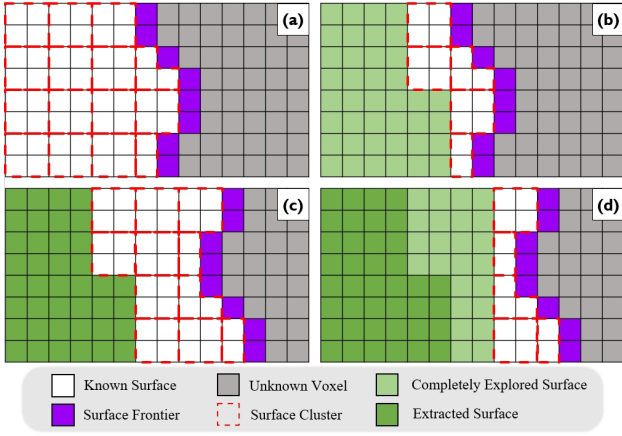 (a)
(b)
(c)
(d)
Known Surface
Unknown Voxel
Completely Explored Surface
Surface Frontier
Surface Cluster
Extracted Surface